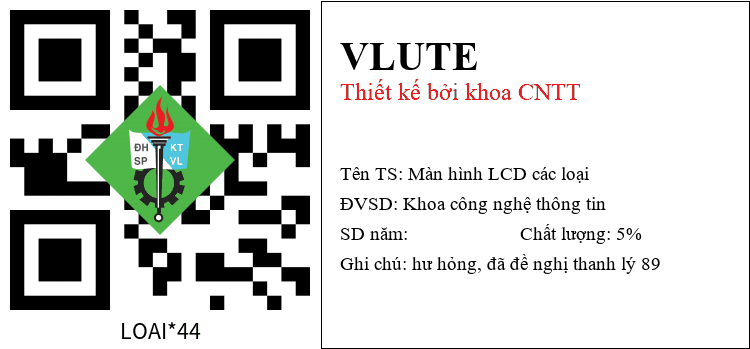 ĐH KT
SP VL
LOAI*44
VLUTE
Thiết kế bởi khoa CNTT
Tên TS: Màn hình LCD các loại
ĐVSD: Khoa công nghệ thông tin
SD năm: Chất lượng: 5%
Ghi chú: hư hỏng, đã đề nghị thanh lý 89